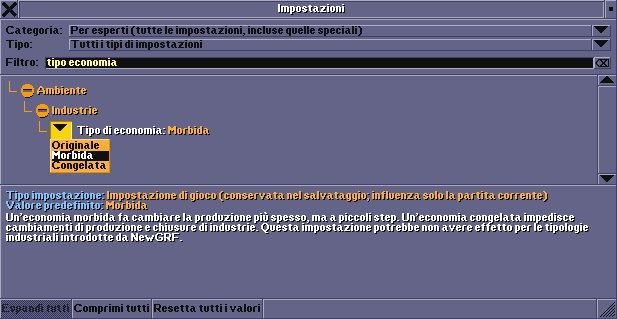 Impostazioni
Categoria: Per esperti (tutte le impostazioni, incluse quelle speciali)
Tipo: Tutti i tipi di impostazioni
Filtro: tipo economia
Ambiente
Industrie
Tipo di economia: Morbida
Originale
Morbida
Congelata
Tipo impostazione: Impostazione di gioco (conservata nel salvataggio; influenza solo la partita corrente)
Valore predefinito: Morbida
Un'economia morbida fa cambiare la produzione più spesso, ma a piccoli step. Un'economia congelata impedisce
cambiamenti di produzione e chiusure di industrie. Questa impostazione potrebbe non avere effetto per le tipologie
industriali introdotte da NewGRF.
Espandi tutti Comprimi tutti Resetta tutti i valori